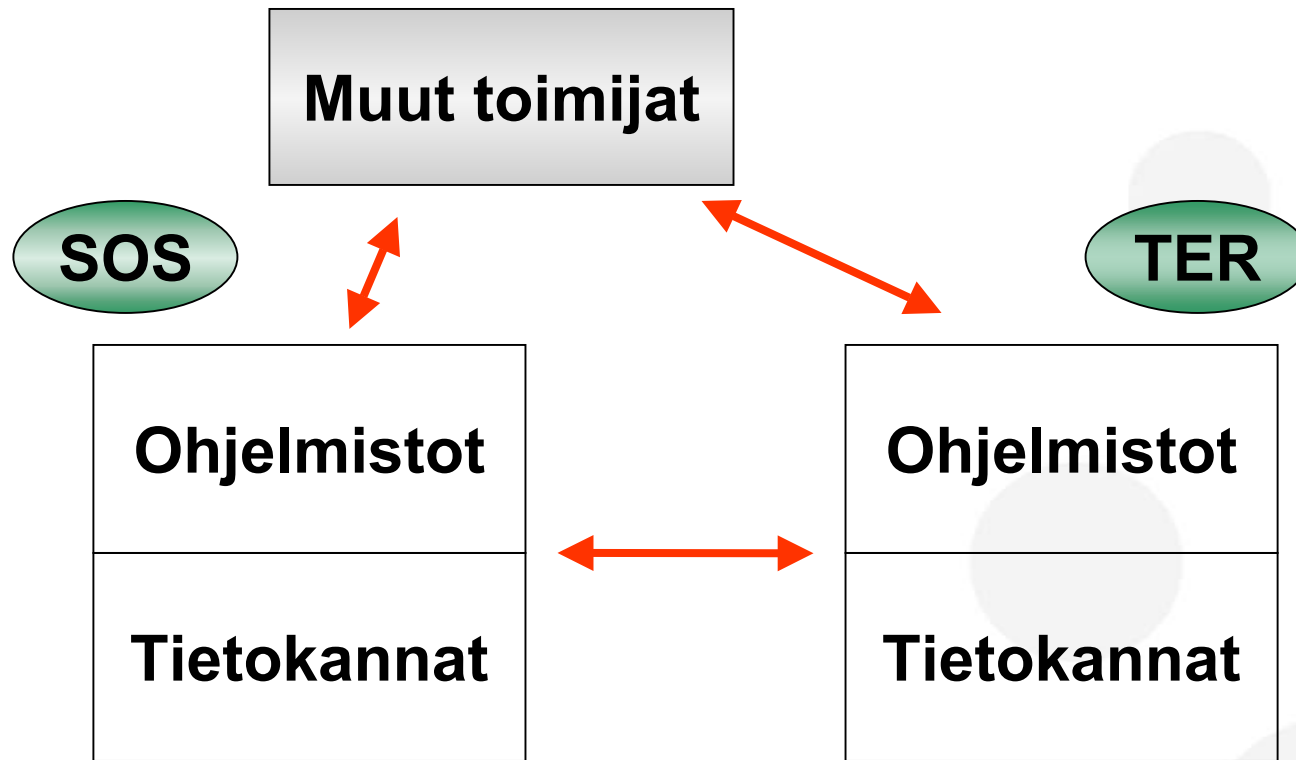 Muut toimijat
SOS
TER
Ohjelmistot
Ohjelmistot
Tietokannat
Tietokannat